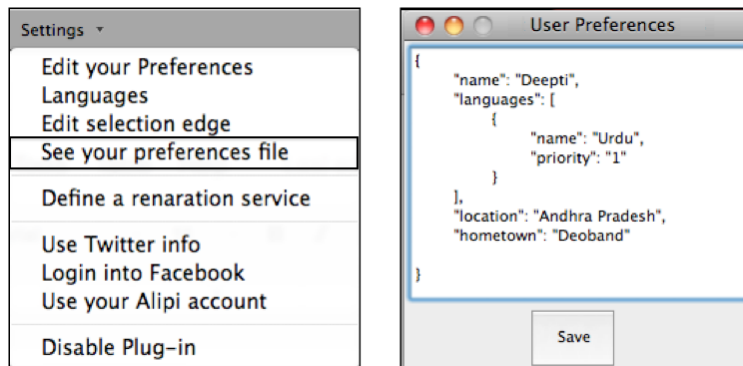 Settings
Edit your Preferences
Languages
Edit selection edge
See your preferences file
Define a renaration service
Use Twitter info
Login into Facebook
Use your Alipi account
Disable Plug-in
User Preferences
{
"name": "Deepti",
"languages": [
{
"name": "Urdu",
"priority": "1"
}
],
"location": "Andhra Pradesh",
"hometown": "Deoband"
}
Save